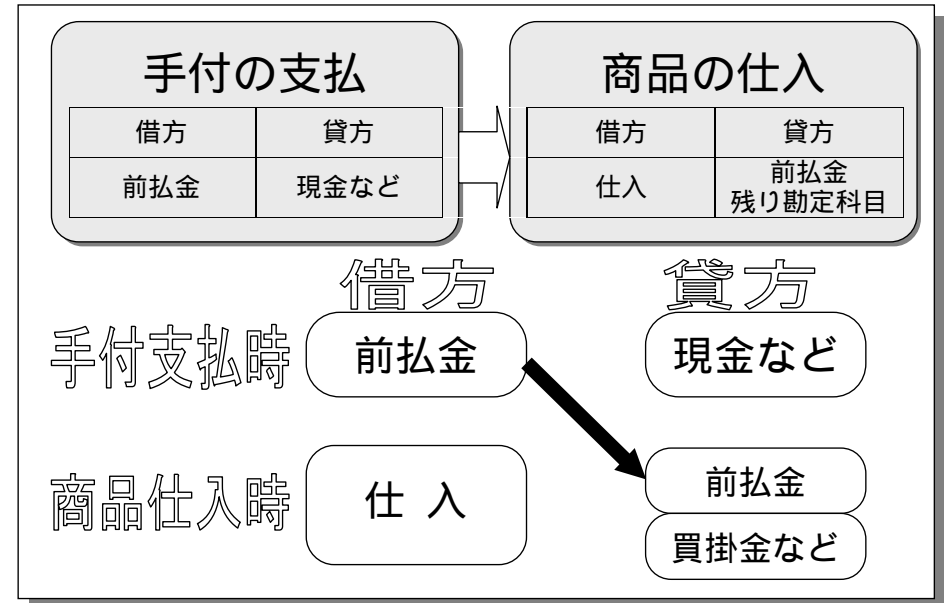 手付の支払
借方 貸方
前払金 現金など
商品の仕入
借方 貸方
仕入 前払金
残り勘定科目
借方 貸方
手付支払時 前払金 現金など
商品仕入時 仕 入 前払金
買掛金など